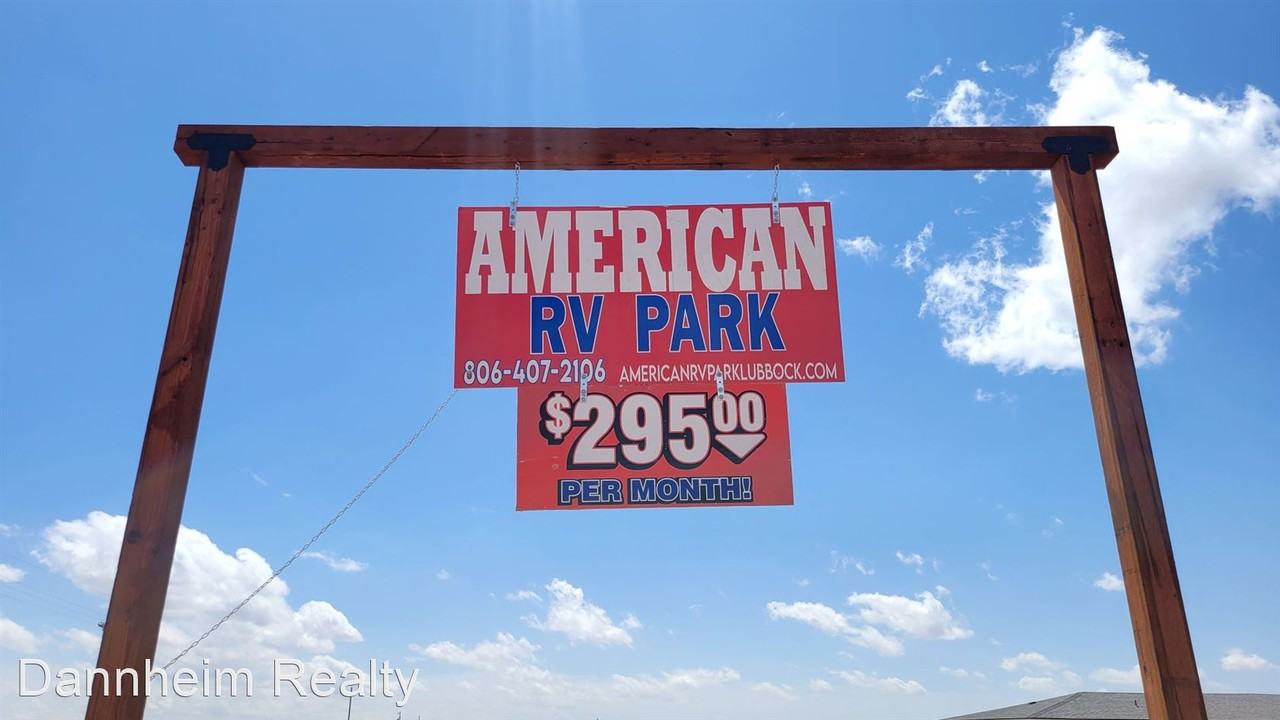 AMERICAN
RV PARK
806-407-2106 AMERICANRVPARKLUBBOCK.COM
$295.00
PER MONTH!
Dannheim Realty